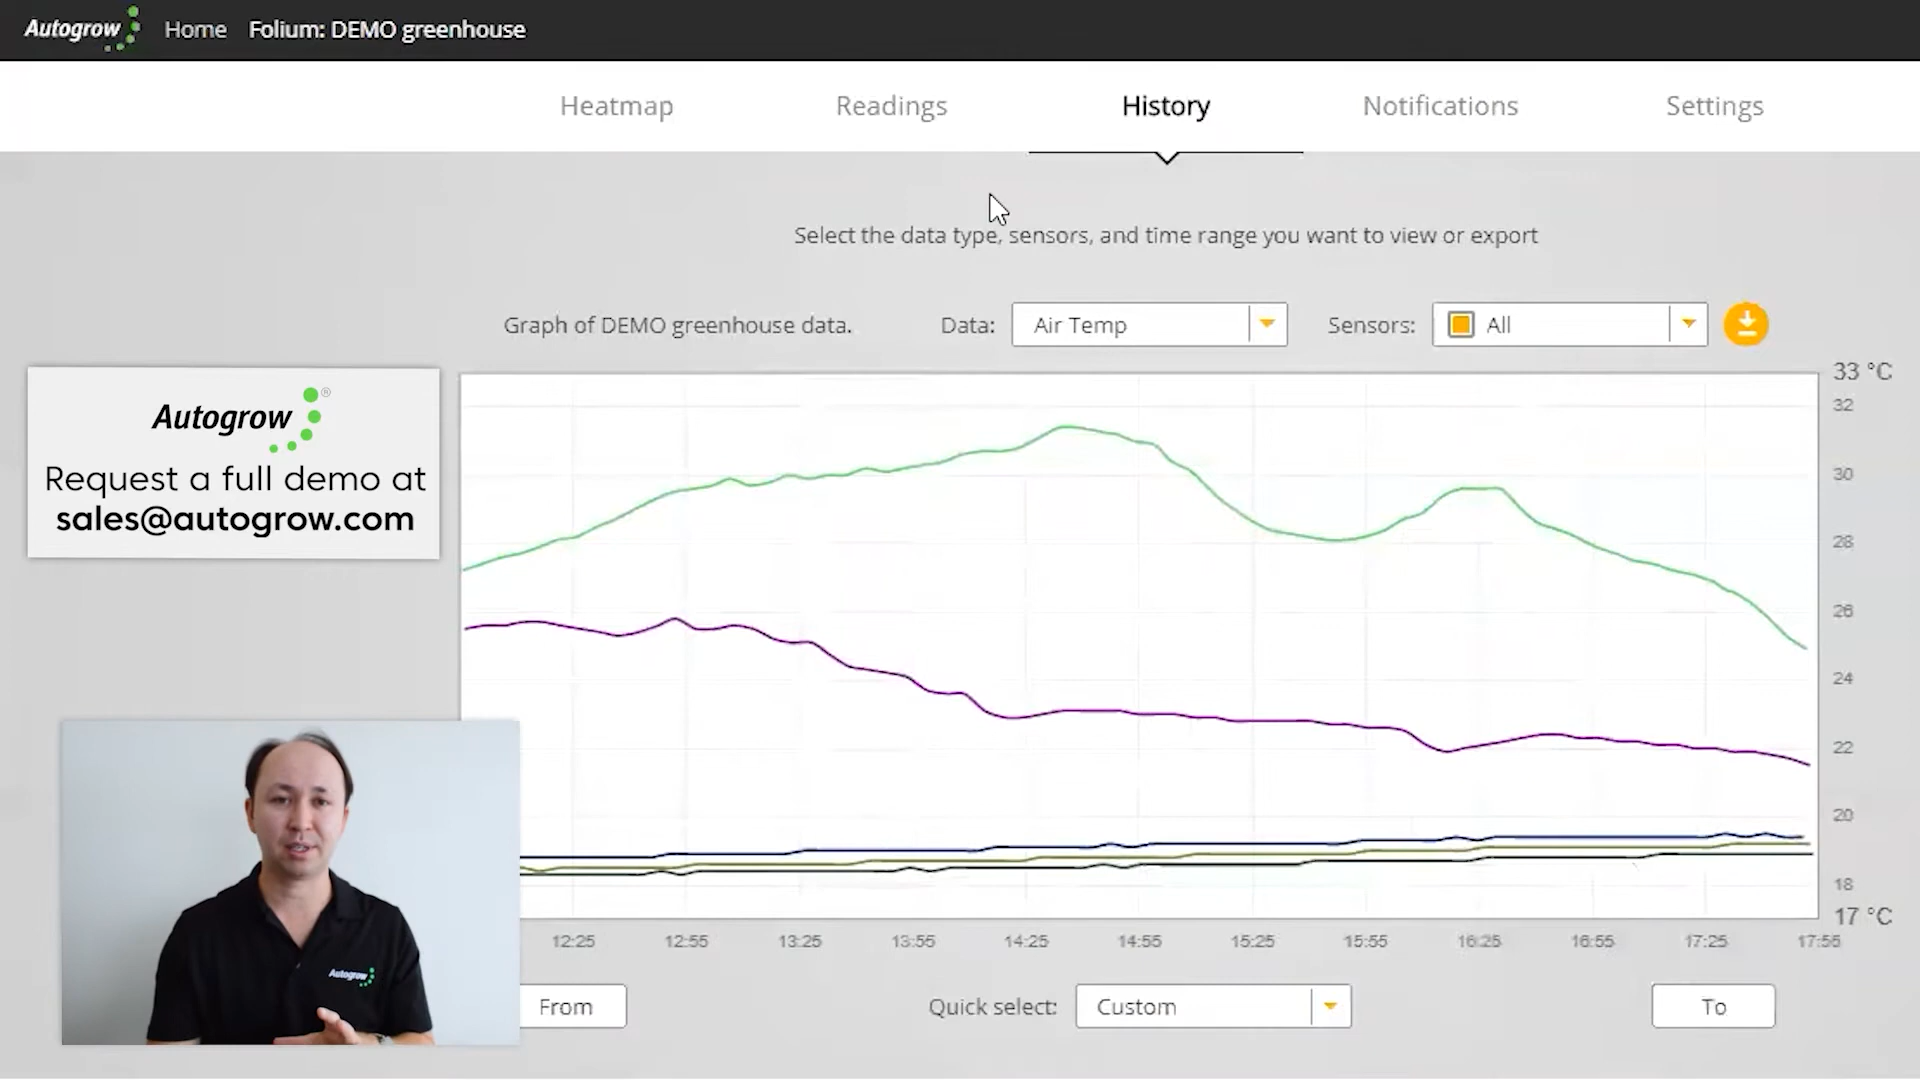 Autogrow Home Folium: DEMO greenhouse
Heatmap Readings History Notifications Settings
Select the data type, sensors, and time range you want to view or export
Graph of DEMO greenhouse data. Data: Air Temp Sensors: All
Autogrow®
Request a full demo at
sales@autogrow.com
33 °C
32
30
28
26
24
22
20
18
17 °C
12:25 12:55 13:25 13:55 14:25 14:55 15:25 15:55 16:25 16:55 17:25 17:55
Autogrow
From Quick select: Custom To